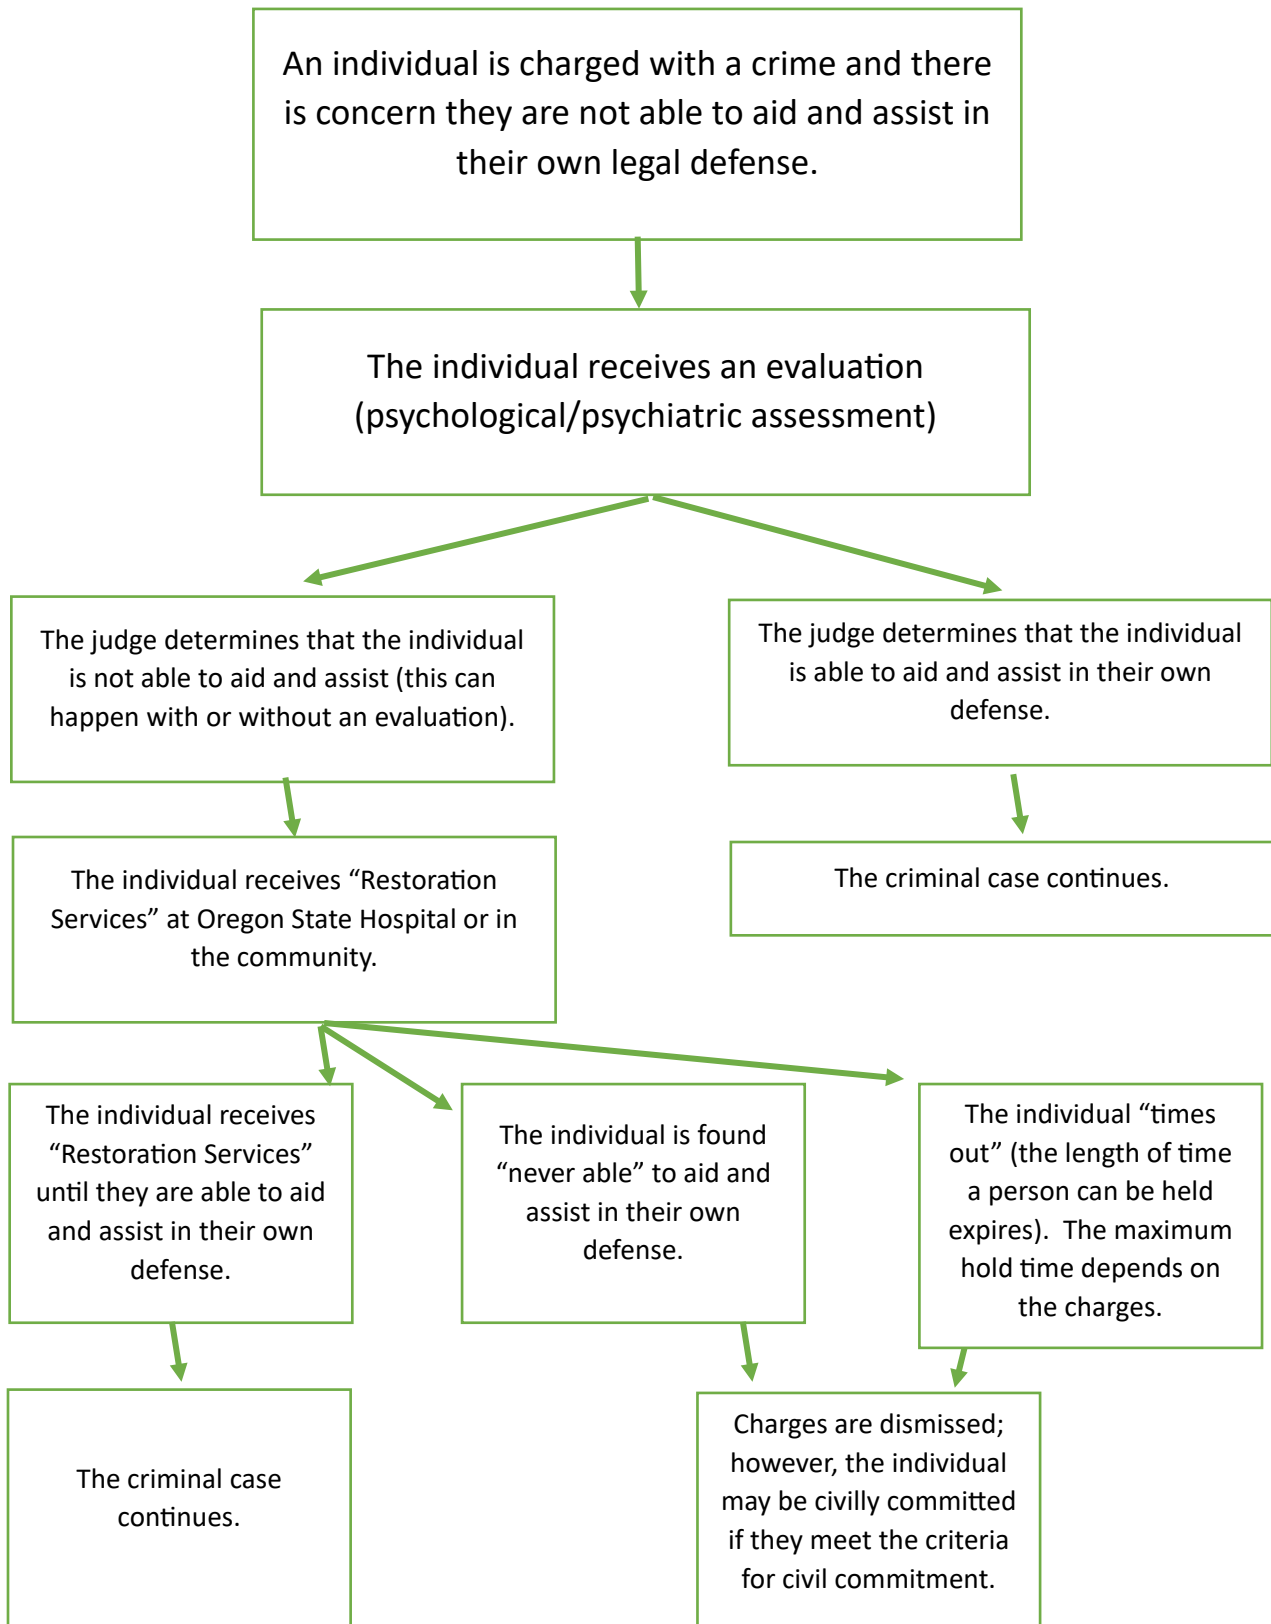 An individual is charged with a crime and there
is concern they are not able to aid and assist in
their own legal defense.
The individual receives an evaluation
(psychological/psychiatric assessment)
The judge determines that the individual
is not able to aid and assist (this can
happen with or without an evaluation).
The judge determines that the individual
is able to aid and assist in their own
defense.
The individual receives “Restoration
Services” at Oregon State Hospital or in
the community.
The criminal case continues.
The individual receives
“Restoration Services”
until they are able to aid
and assist in their own
defense.
The individual is found
“never able” to aid and
assist in their own
defense.
The individual “times
out” (the length of time
a person can be held
expires).  The maximum
hold time depends on
the charges.
The criminal case
continues.
Charges are dismissed;
however, the individual
may be civilly committed
if they meet the criteria
for civil commitment.